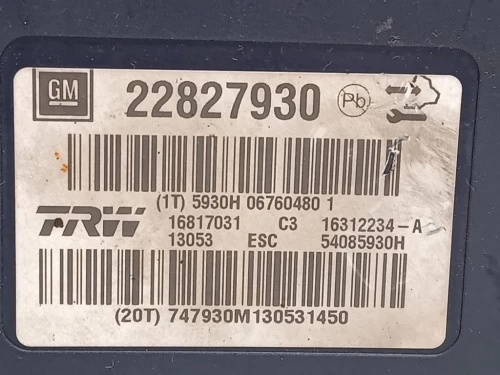 GM 22827930 Pb
(1T) 5930H 06760480 1
TRW 16817031 C3 16312234-A
13053 ESC 54085930H
(20T) 747930M130531450